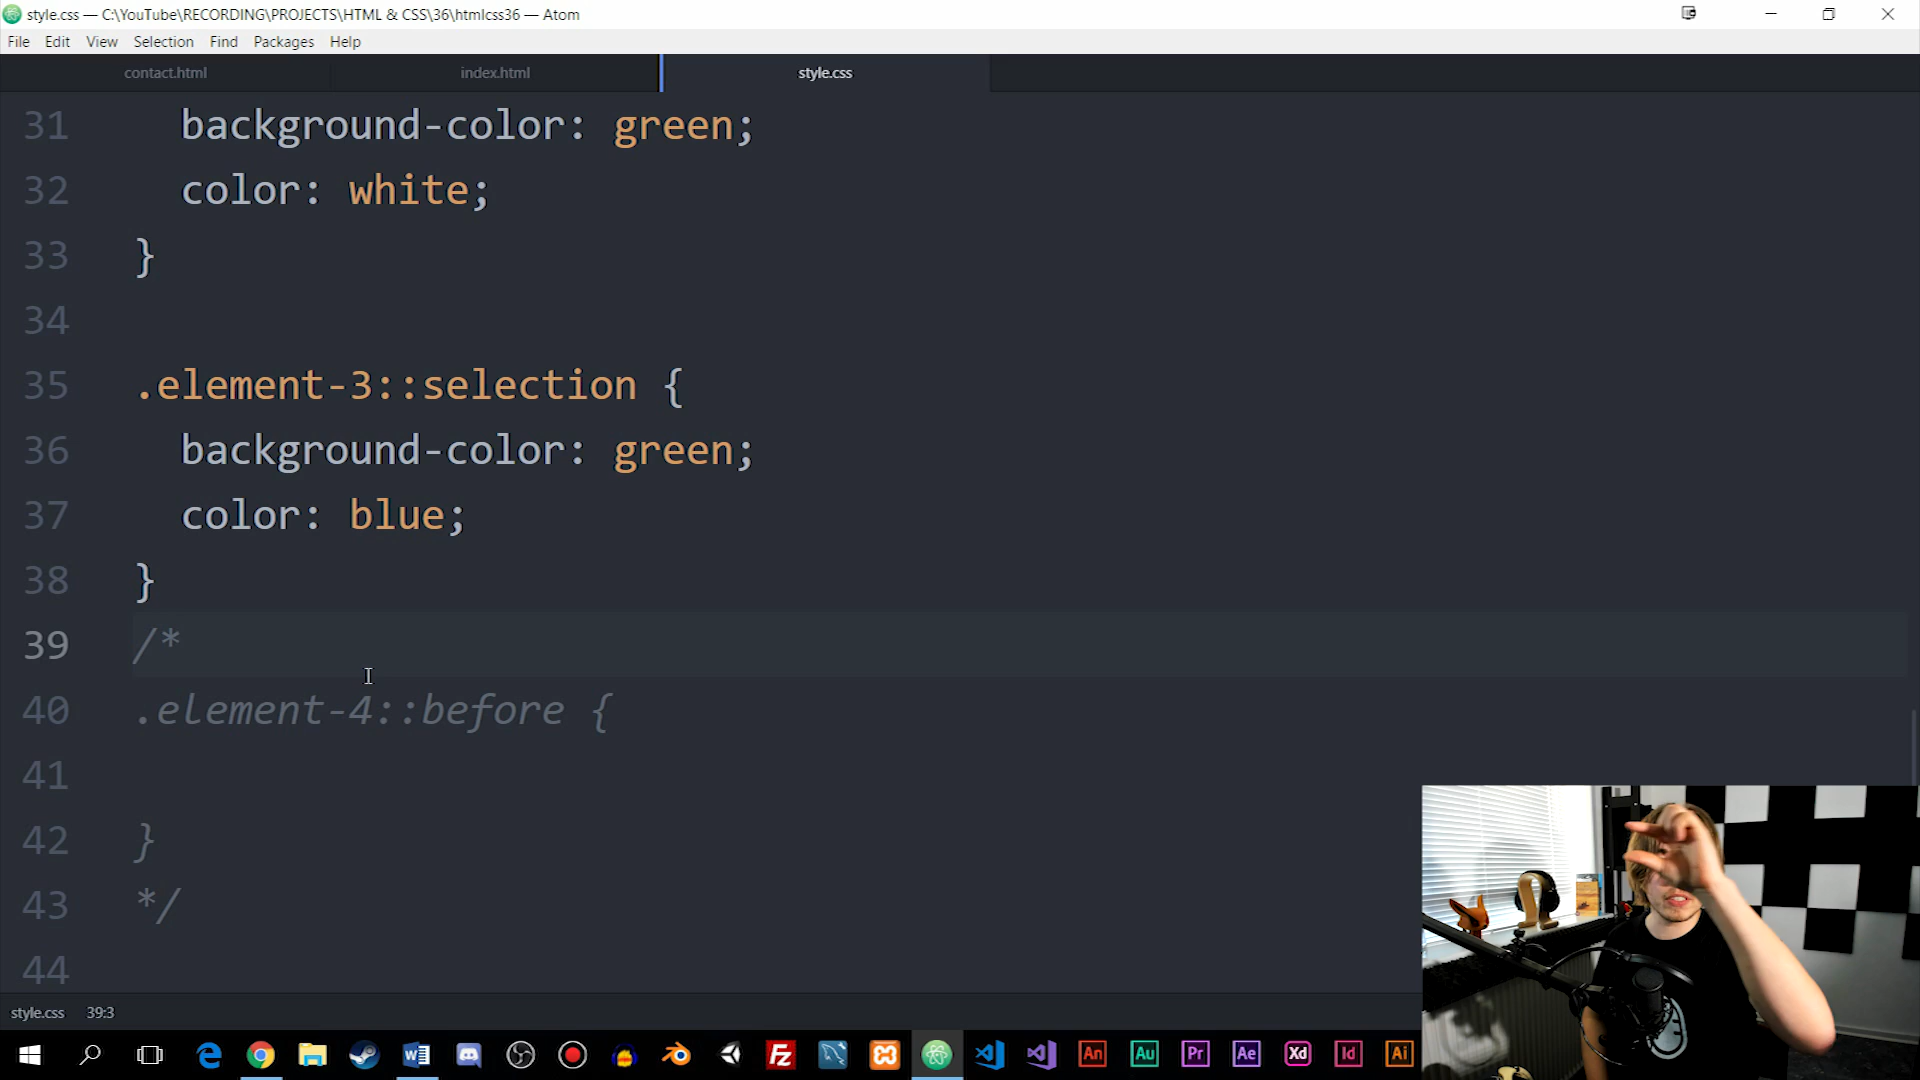 style.css — C:\YouTube\RECORDING\PROJECTS\HTML & CSS\36\htmlcss36 — Atom
File Edit View Selection Find Packages Help
contact.html index.html style.css
31 background-color: green;
32 color: white;
33 }
34
35 .element-3::selection {
36 background-color: green;
37 color: blue;
38 }
39 /*
40 .element-4::before {
41
42 }
43 */
44
style.css 39:3
Fz An Au Pr Ae Xd Id Ai